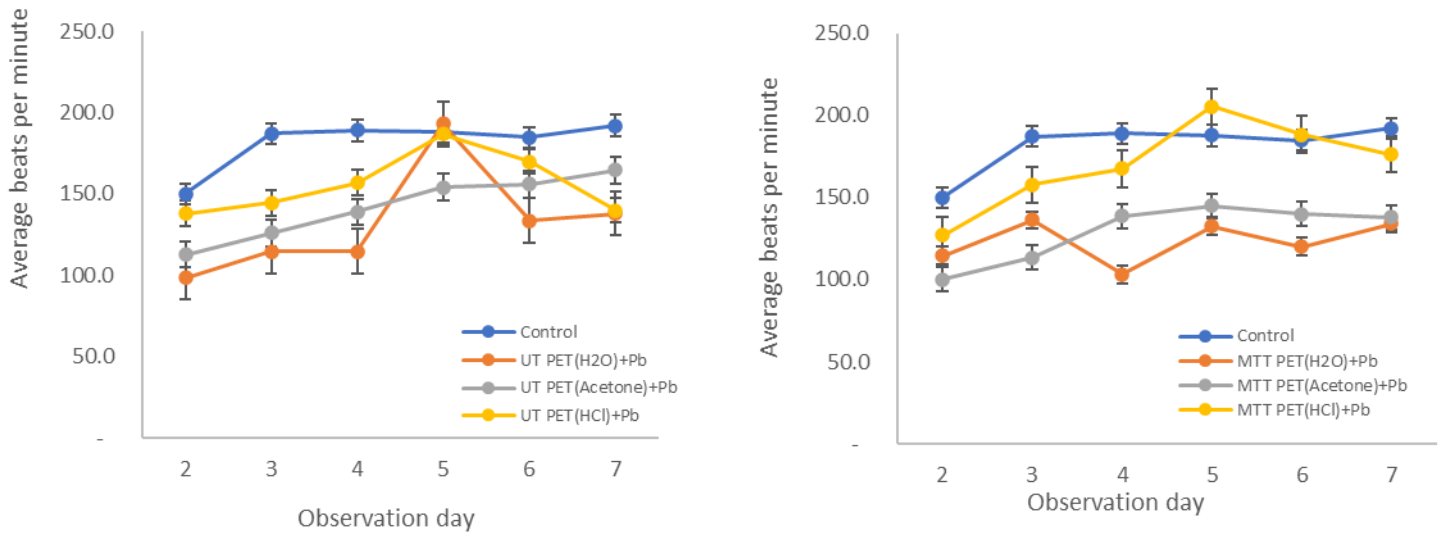 Average beats per minute
250.0
200.0
150.0
100.0
50.0
-
2 3 4 5 6 7
Observation day
Control
UT PET(H2O)+Pb
UT PET(Acetone)+Pb
UT PET(HCl)+Pb
Average beats per minute
250.0
200.0
150.0
100.0
50.0
-
2 3 4 5 6 7
Observation day
Control
MTT PET(H2O)+Pb
MTT PET(Acetone)+Pb
MTT PET(HCl)+Pb